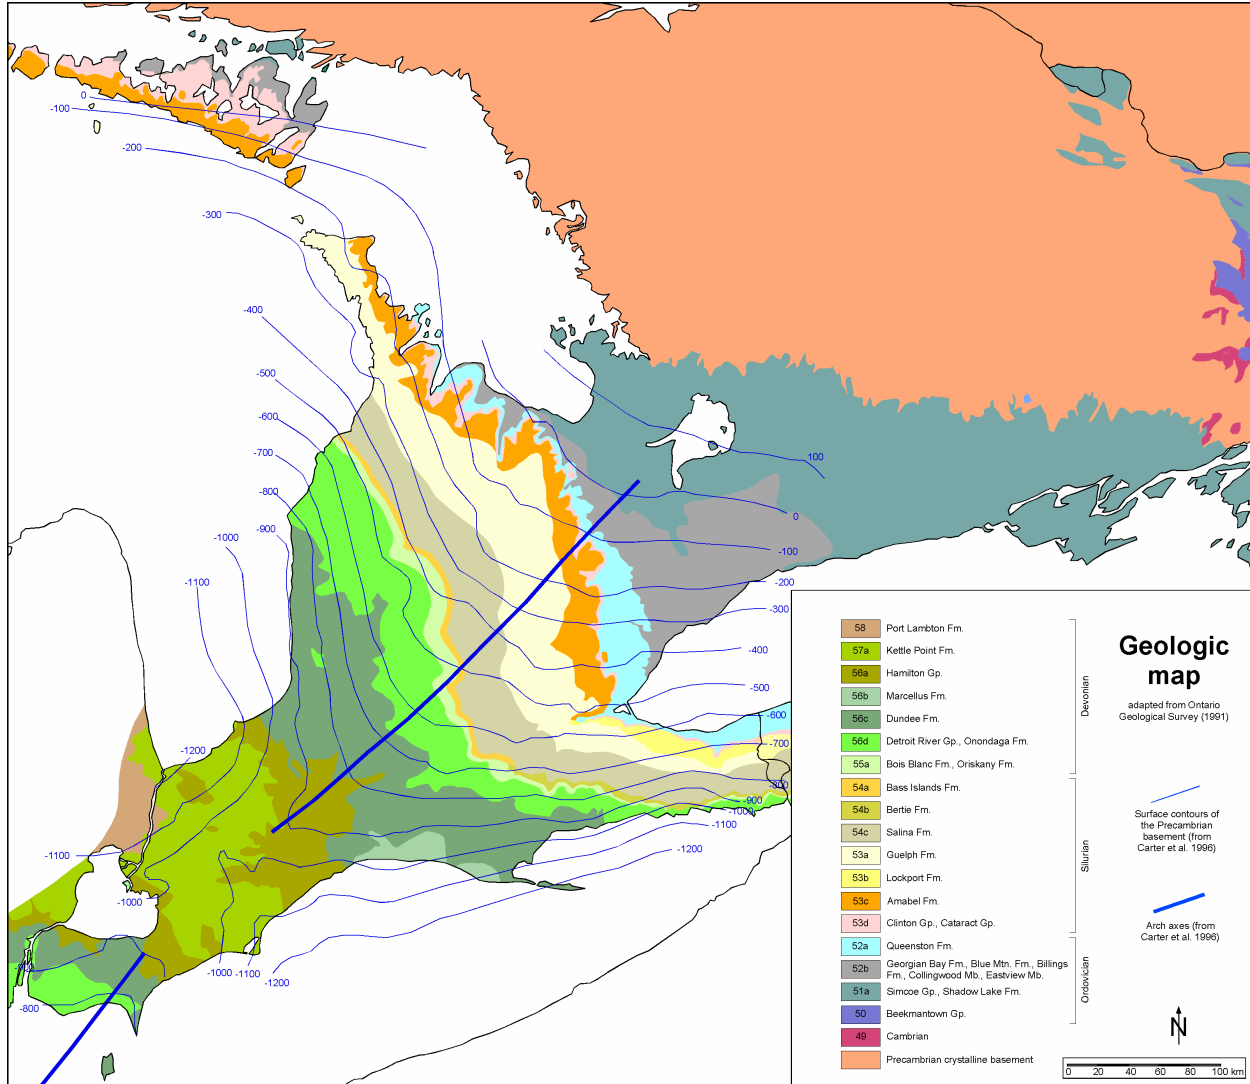 0
-100
-200
-300
-400
-500
-600
-700
-800
-900
-1000
-1100
-1200
-1100
-1000
-800
100
0
-100
-200
-300
-400
-500
-600
-700
-800
-900
-1000
-1100
-1200
-1000
-1100
-1200
58 Port Lambton Fm.
57a Kettle Point Fm.
56a Hamilton Gp.
56b Marcellus Fm.
56c Dundee Fm.
56d Detroit River Gp., Onondaga Fm.
55a Bois Blanc Fm., Oriskany Fm.
54a Bass Islands Fm.
54b Bertie Fm.
54c Salina Fm.
53a Guelph Fm.
53b Lockport Fm.
53c Amabel Fm.
53d Clinton Gp., Cataract Gp.
52a Queenston Fm.
52b Georgian Bay Fm., Blue Mtn. Fm., Billings
Fm., Collingwood Mb., Eastview Mb.
51a Simcoe Gp., Shadow Lake Fm.
50 Beekmantown Gp.
49 Cambrian
Precambrian crystalline basement
Devonian
Silurian
Ordovician
Geologic
map
adapted from Ontario
Geological Survey (1991)
Surface contours of
the Precambrian
basement (from
Carter et al. 1996)
Arch axes (from
Carter et al. 1996)
N
0 20 40 60 80 100 km